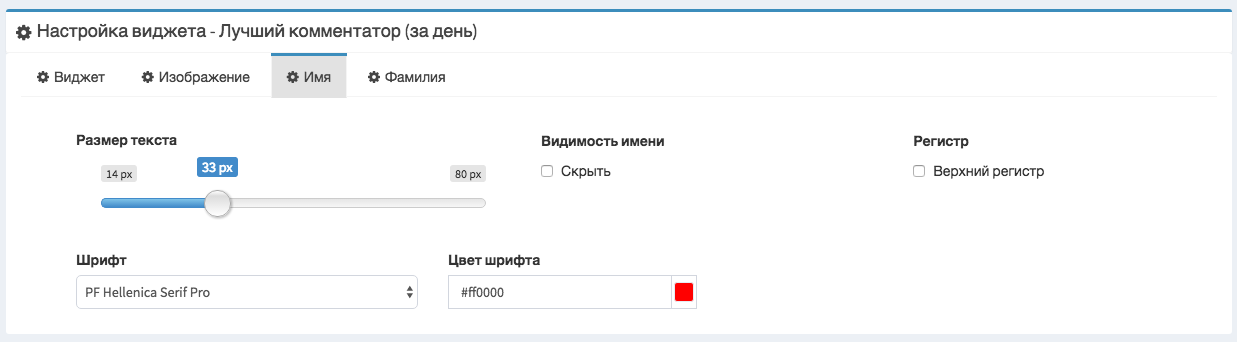 Настройка виджета - Лучший комментатор (за день)
Виджет Изображение Имя Фамилия
Размер текста Видимость имени Регистр
14 px 33 px 80 px Скрыть Верхний регистр
Шрифт Цвет шрифта
PF Hellenica Serif Pro #ff0000